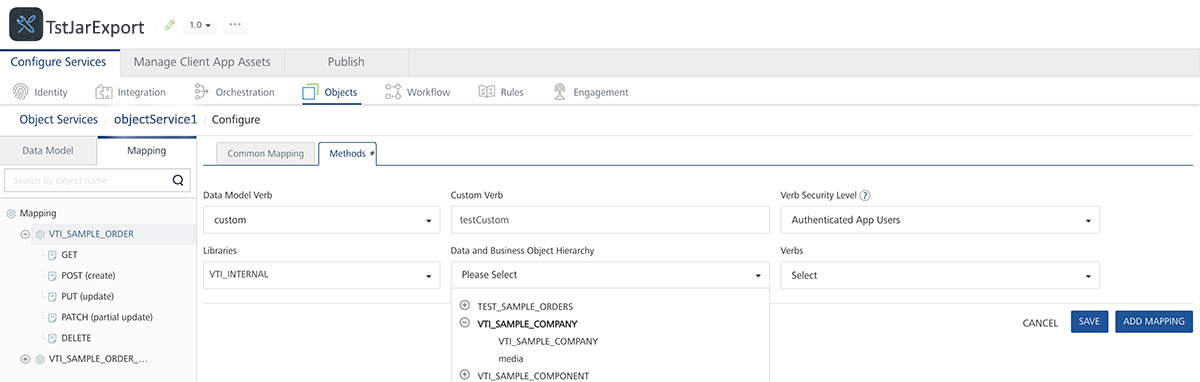 TstJarExport 1.0
Configure Services Manage Client App Assets Publish
Identity Integration Orchestration Objects Workflow Rules Engagement
Object Services / objectService1 / Configure
Data Model Mapping
Common Mapping Methods *
Search by Object name
Mapping
VTI_SAMPLE_ORDER
GET
POST (create)
PUT (update)
PATCH (partial update)
DELETE
VTI_SAMPLE_ORDER_...
Data Model Verb Custom Verb Verb Security Level ?
custom testCustom Authenticated App Users
Libraries Data and Business Object Hierarchy Verbs
VTI_INTERNAL Please Select Select
TEST_SAMPLE_ORDERS
VTI_SAMPLE_COMPANY
VTI_SAMPLE_COMPANY
media
VTI_SAMPLE_COMPONENT
CANCEL SAVE ADD MAPPING